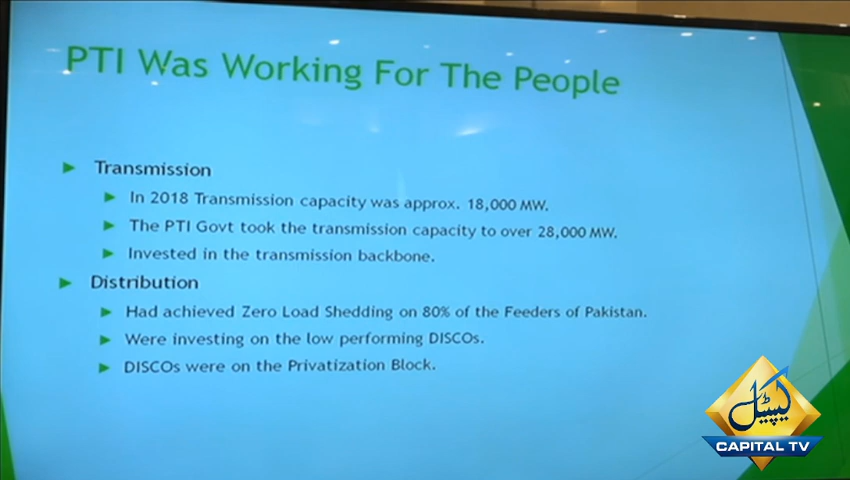 PTI Was Working For The People
Transmission
In 2018 Transmission capacity was approx. 18,000 MW.
The PTI Govt took the transmission capacity to over 28,000 MW.
Invested in the transmission backbone.
Distribution
Had achieved Zero Load Shedding on 80% of the Feeders of Pakistan.
Were investing on the low performing DISCOs.
DISCOs were on the Privatization Block.
کیپیٹل
CAPITAL TV